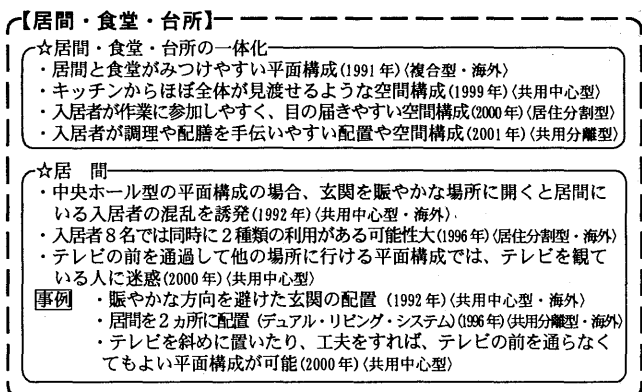 【居間・食堂・台所】
☆居間・食堂・台所の一体化
・居間と食堂がみつけやすい平面構成(1991年)〈複合型・海外〉
・キッチンからほぼ全体が見渡せるような空間構成(1999年)〈共用中心型〉
・入居者が作業に参加しやすく、目の届きやすい空間構成(2000年)〈居住分割型〉
・入居者が調理や配膳を手伝いやすい配置や空間構成(2001年)〈共用分離型〉
☆居 間
・中央ホール型の平面構成の場合、玄関を賑やかな場所に開くと居間に
いる入居者の混乱を誘発(1992年)〈共用中心型・海外〉.
・入居者8名では同時に2種類の利用がある可能性大(1996年)〈居住分割型・海外〉
・テレビの前を通過して他の場所に行ける平面構成では、テレビを観て
いる人に迷惑(2000年)〈共用中心型〉
事例 ・賑やかな方向を避けた玄関の配置(1992年)〈共用中心型・海外〉
・居間を2ヵ所に配置(デュアル・リビング・システム)(1996年)〈共用分離型・海外〉
・テレビを斜めに置いたり、工夫をすれば、テレビの前を通らなく
てもよい平面構成が可能(2000年)〈共用中心型〉